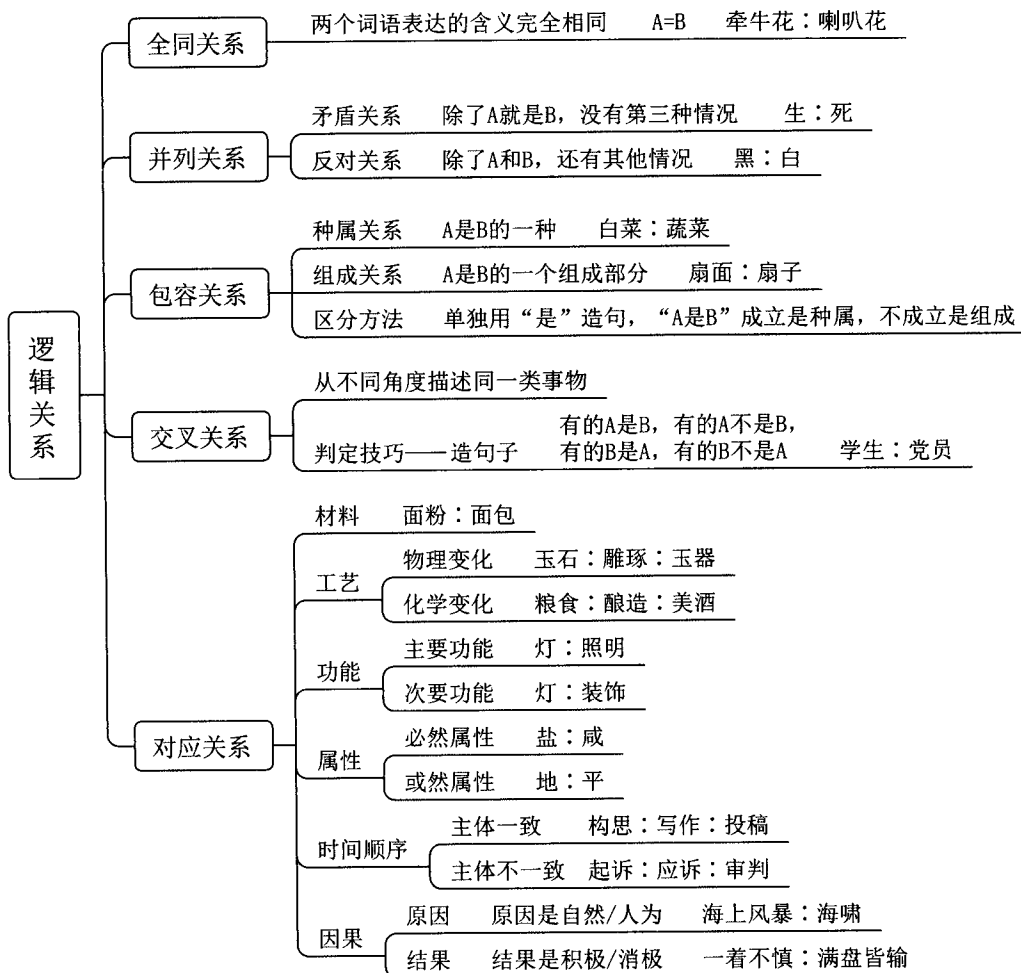 逻辑关系
全同关系
两个词语表达的含义完全相同 A=B 牵牛花：喇叭花
并列关系
矛盾关系 除了A就是B，没有第三种情况 生：死
反对关系 除了A和B，还有其他情况 黑：白
包容关系
种属关系 A是B的一种 白菜：蔬菜
组成关系 A是B的一个组成部分 扇面：扇子
区分方法 单独用“是”造句，“A是B”成立是种属，不成立是组成
交叉关系
从不同角度描述同一类事物
判定技巧——造句子 有的A是B，有的A不是B，
有的B是A，有的B不是A 学生：党员
对应关系
材料 面粉：面包
工艺
物理变化 玉石：雕琢：玉器
化学变化 粮食：酿造：美酒
功能
主要功能 灯：照明
次要功能 灯：装饰
属性
必然属性 盐：咸
或然属性 地：平
时间顺序
主体一致 构思：写作：投稿
主体不一致 起诉：应诉：审判
因果
原因 原因是自然/人为 海上风暴：海啸
结果 结果是积极/消极 一着不慎：满盘皆输